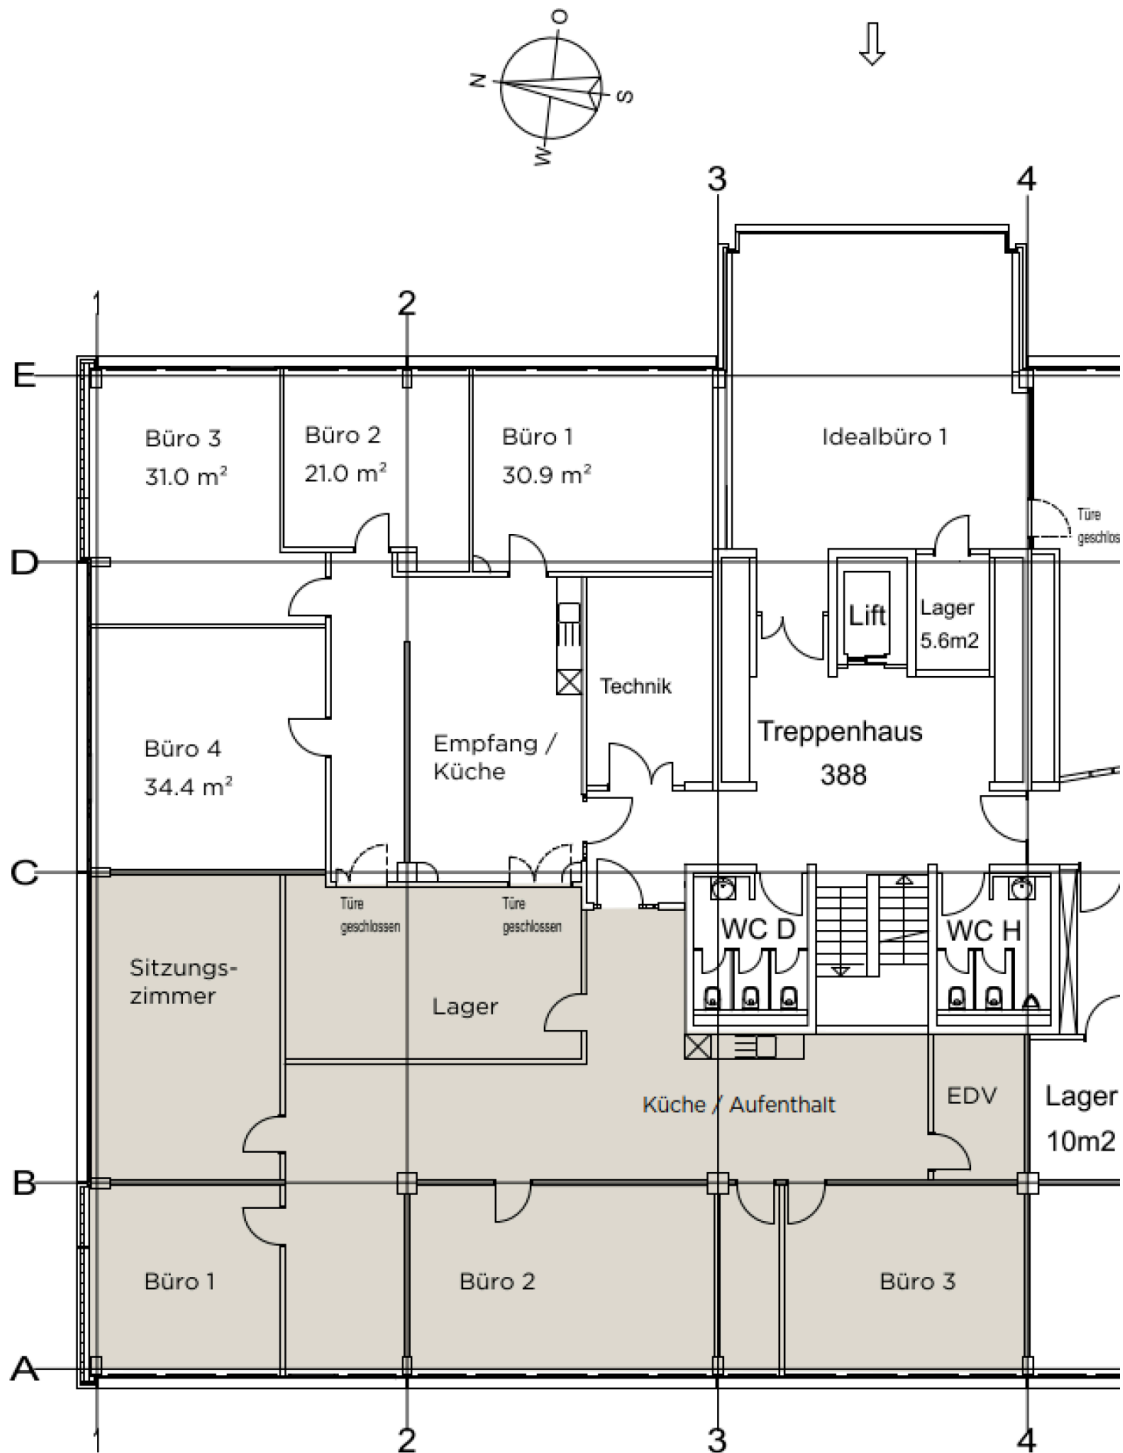 O
N
S
W
3
4
1
2
E
Büro 3
31.0 m²
Büro 2
21.0 m²
Büro 1
30.9 m²
Idealbüro 1
Türe
geschlos
D
Lift
Lager
5.6m2
Technik
Empfang /
Küche
Treppenhaus
388
Büro 4
34.4 m²
C
Türe
geschlossen
Türe
geschlossen
WC D
WC H
Sitzungs-
zimmer
Lager
Küche / Aufenthalt
EDV
Lager
10m2
B
Büro 1
Büro 2
Büro 3
A
1
2
3
4